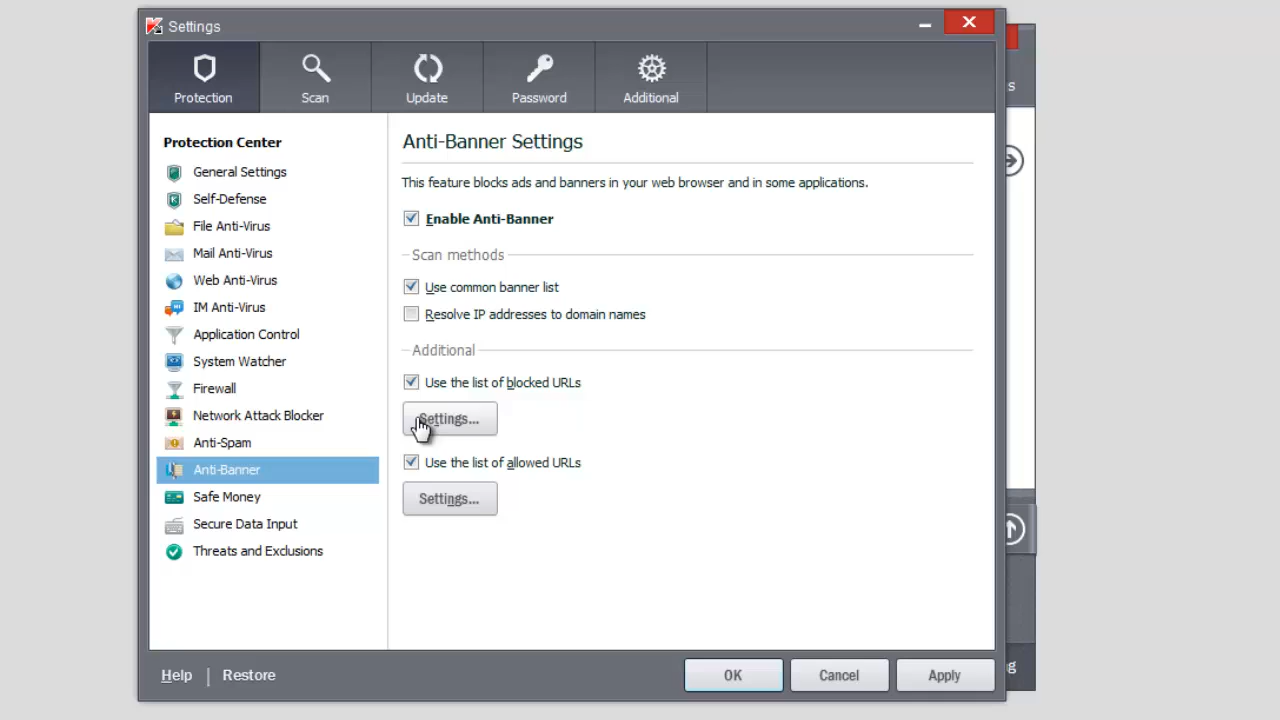 Settings
Protection
Scan
Update
Password
Additional
Protection Center
General Settings
Self-Defense
File Anti-Virus
Mail Anti-Virus
Web Anti-Virus
IM Anti-Virus
Application Control
System Watcher
Firewall
Network Attack Blocker
Anti-Spam
Anti-Banner
Safe Money
Secure Data Input
Threats and Exclusions
Anti-Banner Settings
This feature blocks ads and banners in your web browser and in some applications.
Enable Anti-Banner
Scan methods
Use common banner list
Resolve IP addresses to domain names
Additional
Use the list of blocked URLs
Settings...
Use the list of allowed URLs
Settings...
Help
Restore
OK
Cancel
Apply